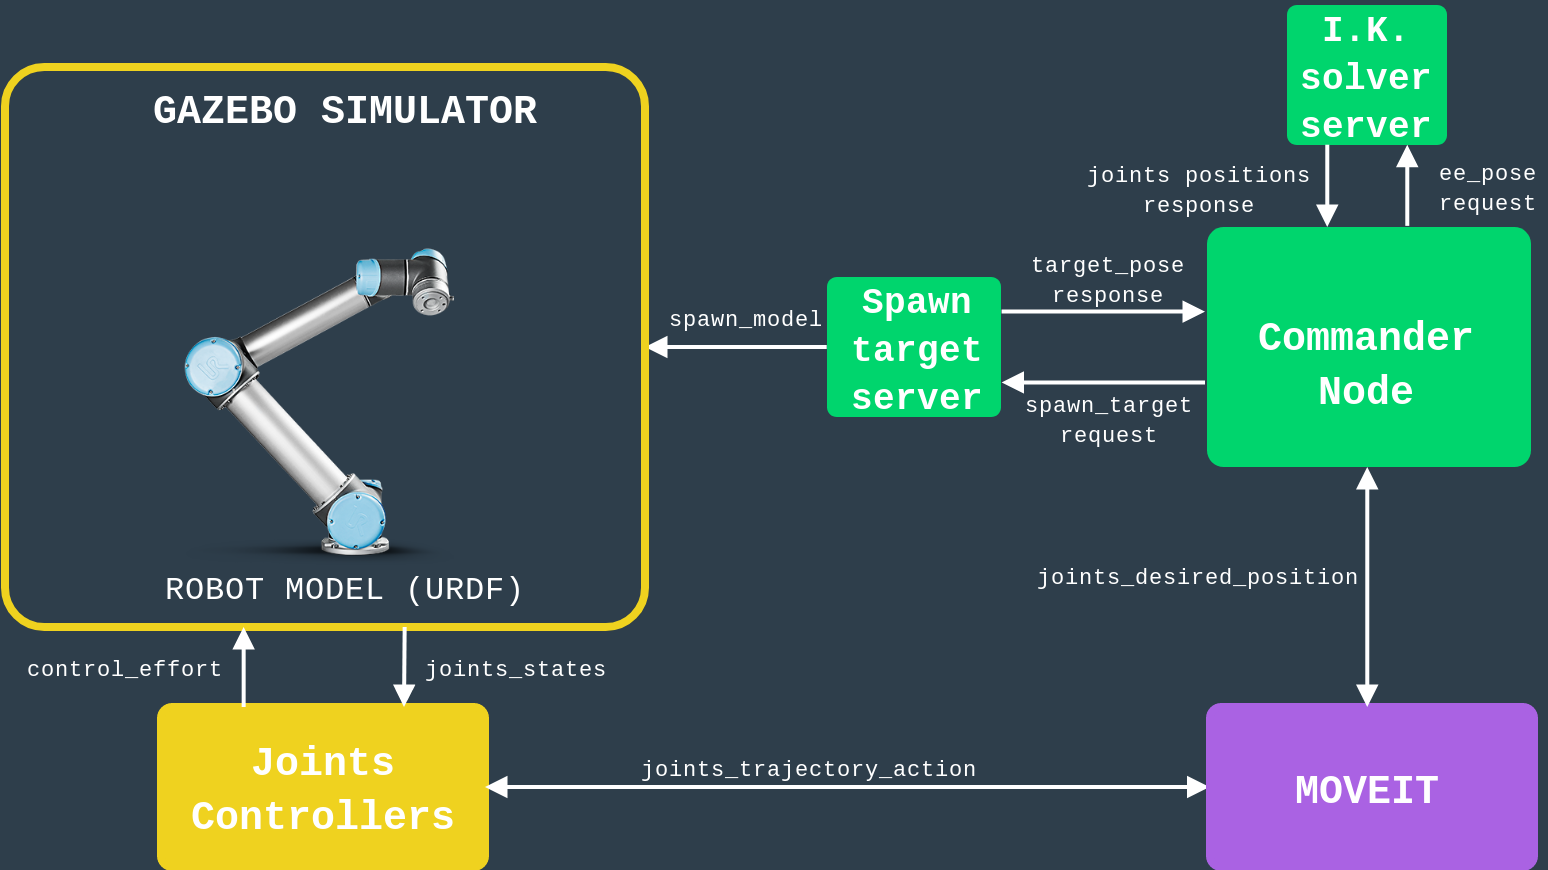 I.K.
solver
server
GAZEBO SIMULATOR
joints positions
response
ee_pose
request
target_pose
response
spawn_model
Spawn
target
server
Commander
Node
spawn_target
request
joints_desired_position
ROBOT MODEL (URDF)
control_effort
joints_states
Joints
Controllers
joints_trajectory_action
MOVEIT